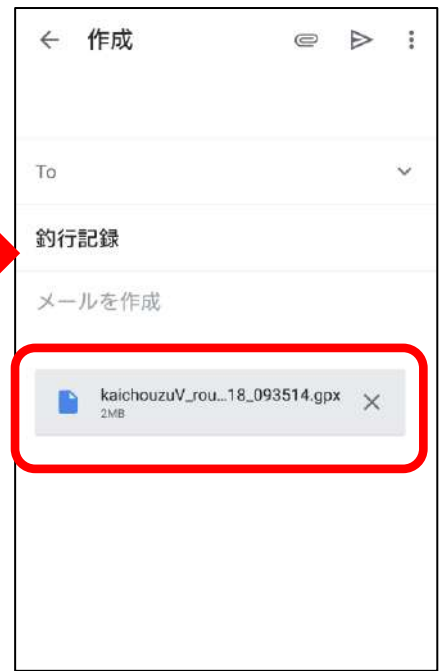 作成
To
釣行記録
メールを作成
kaichouzuV_rou...18_093514.gpx
2MB